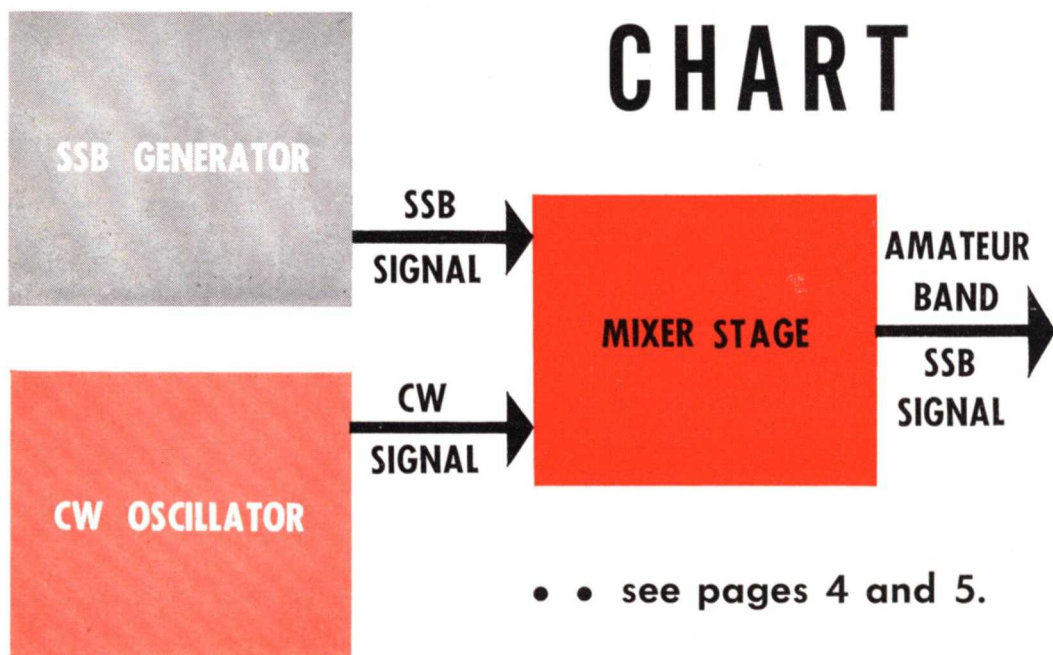 CHART
SSB GENERATOR
SSB
SIGNAL
AMATEUR
BAND
SSB
SIGNAL
MIXER STAGE
CW
SIGNAL
CW OSCILLATOR
• • see pages 4 and 5.